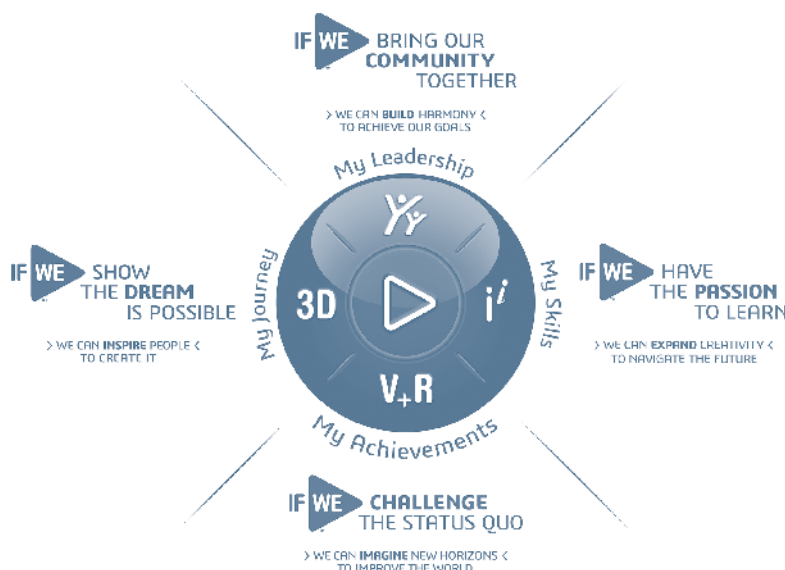 IF WE BRING OUR
COMMUNITY
TOGETHER
> WE CAN BUILD HARMONY <
TO ACHIEVE OUR GOALS
My Leadership
IF WE SHOW
THE DREAM
IS POSSIBLE
> WE CAN INSPIRE PEOPLE <
TO CREATE IT
My Journey
3D
i i
My Skills
IF WE HAVE
THE PASSION
TO LEARN
> WE CAN EXPAND CREATIVITY <
TO NAVIGATE THE FUTURE
V+R
My Achievements
IF WE CHALLENGE
THE STATUS QUO
> WE CAN IMAGINE NEW HORIZONS <
TO IMPROVE THE WORLD